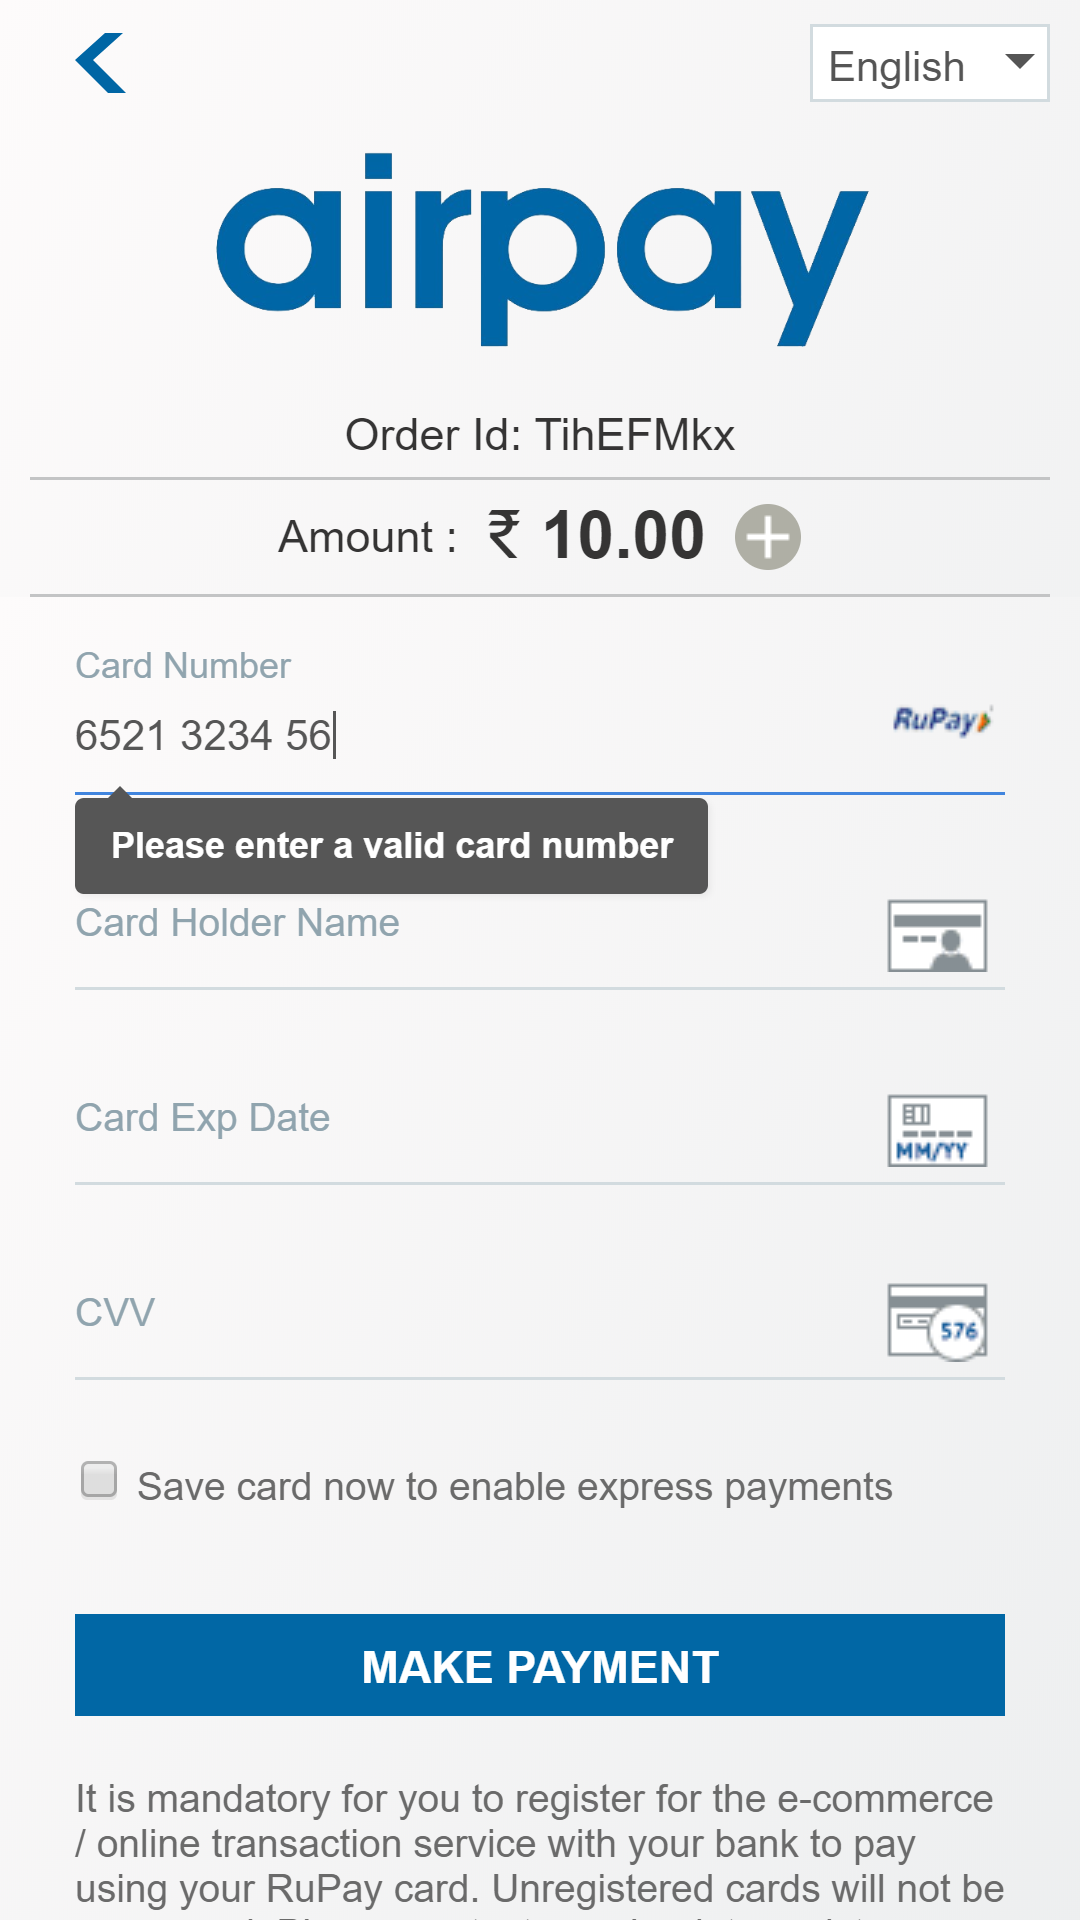 English
airpay
Order Id: TihEFMkx
Amount : ₹ 10.00
Card Number
6521 3234 56
RuPay
Please enter a valid card number
Card Holder Name
Card Exp Date
MM/YY
CVV
576
Save card now to enable express payments
MAKE PAYMENT
It is mandatory for you to register for the e-commerce
/ online transaction service with your bank to pay
using your RuPay card. Unregistered cards will not be